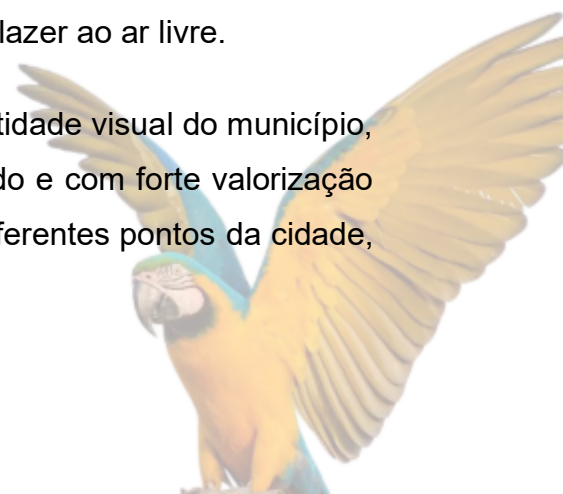 lazer ao ar livre.
tidade visual do município,
do e com forte valorização
ferentes pontos da cidade,